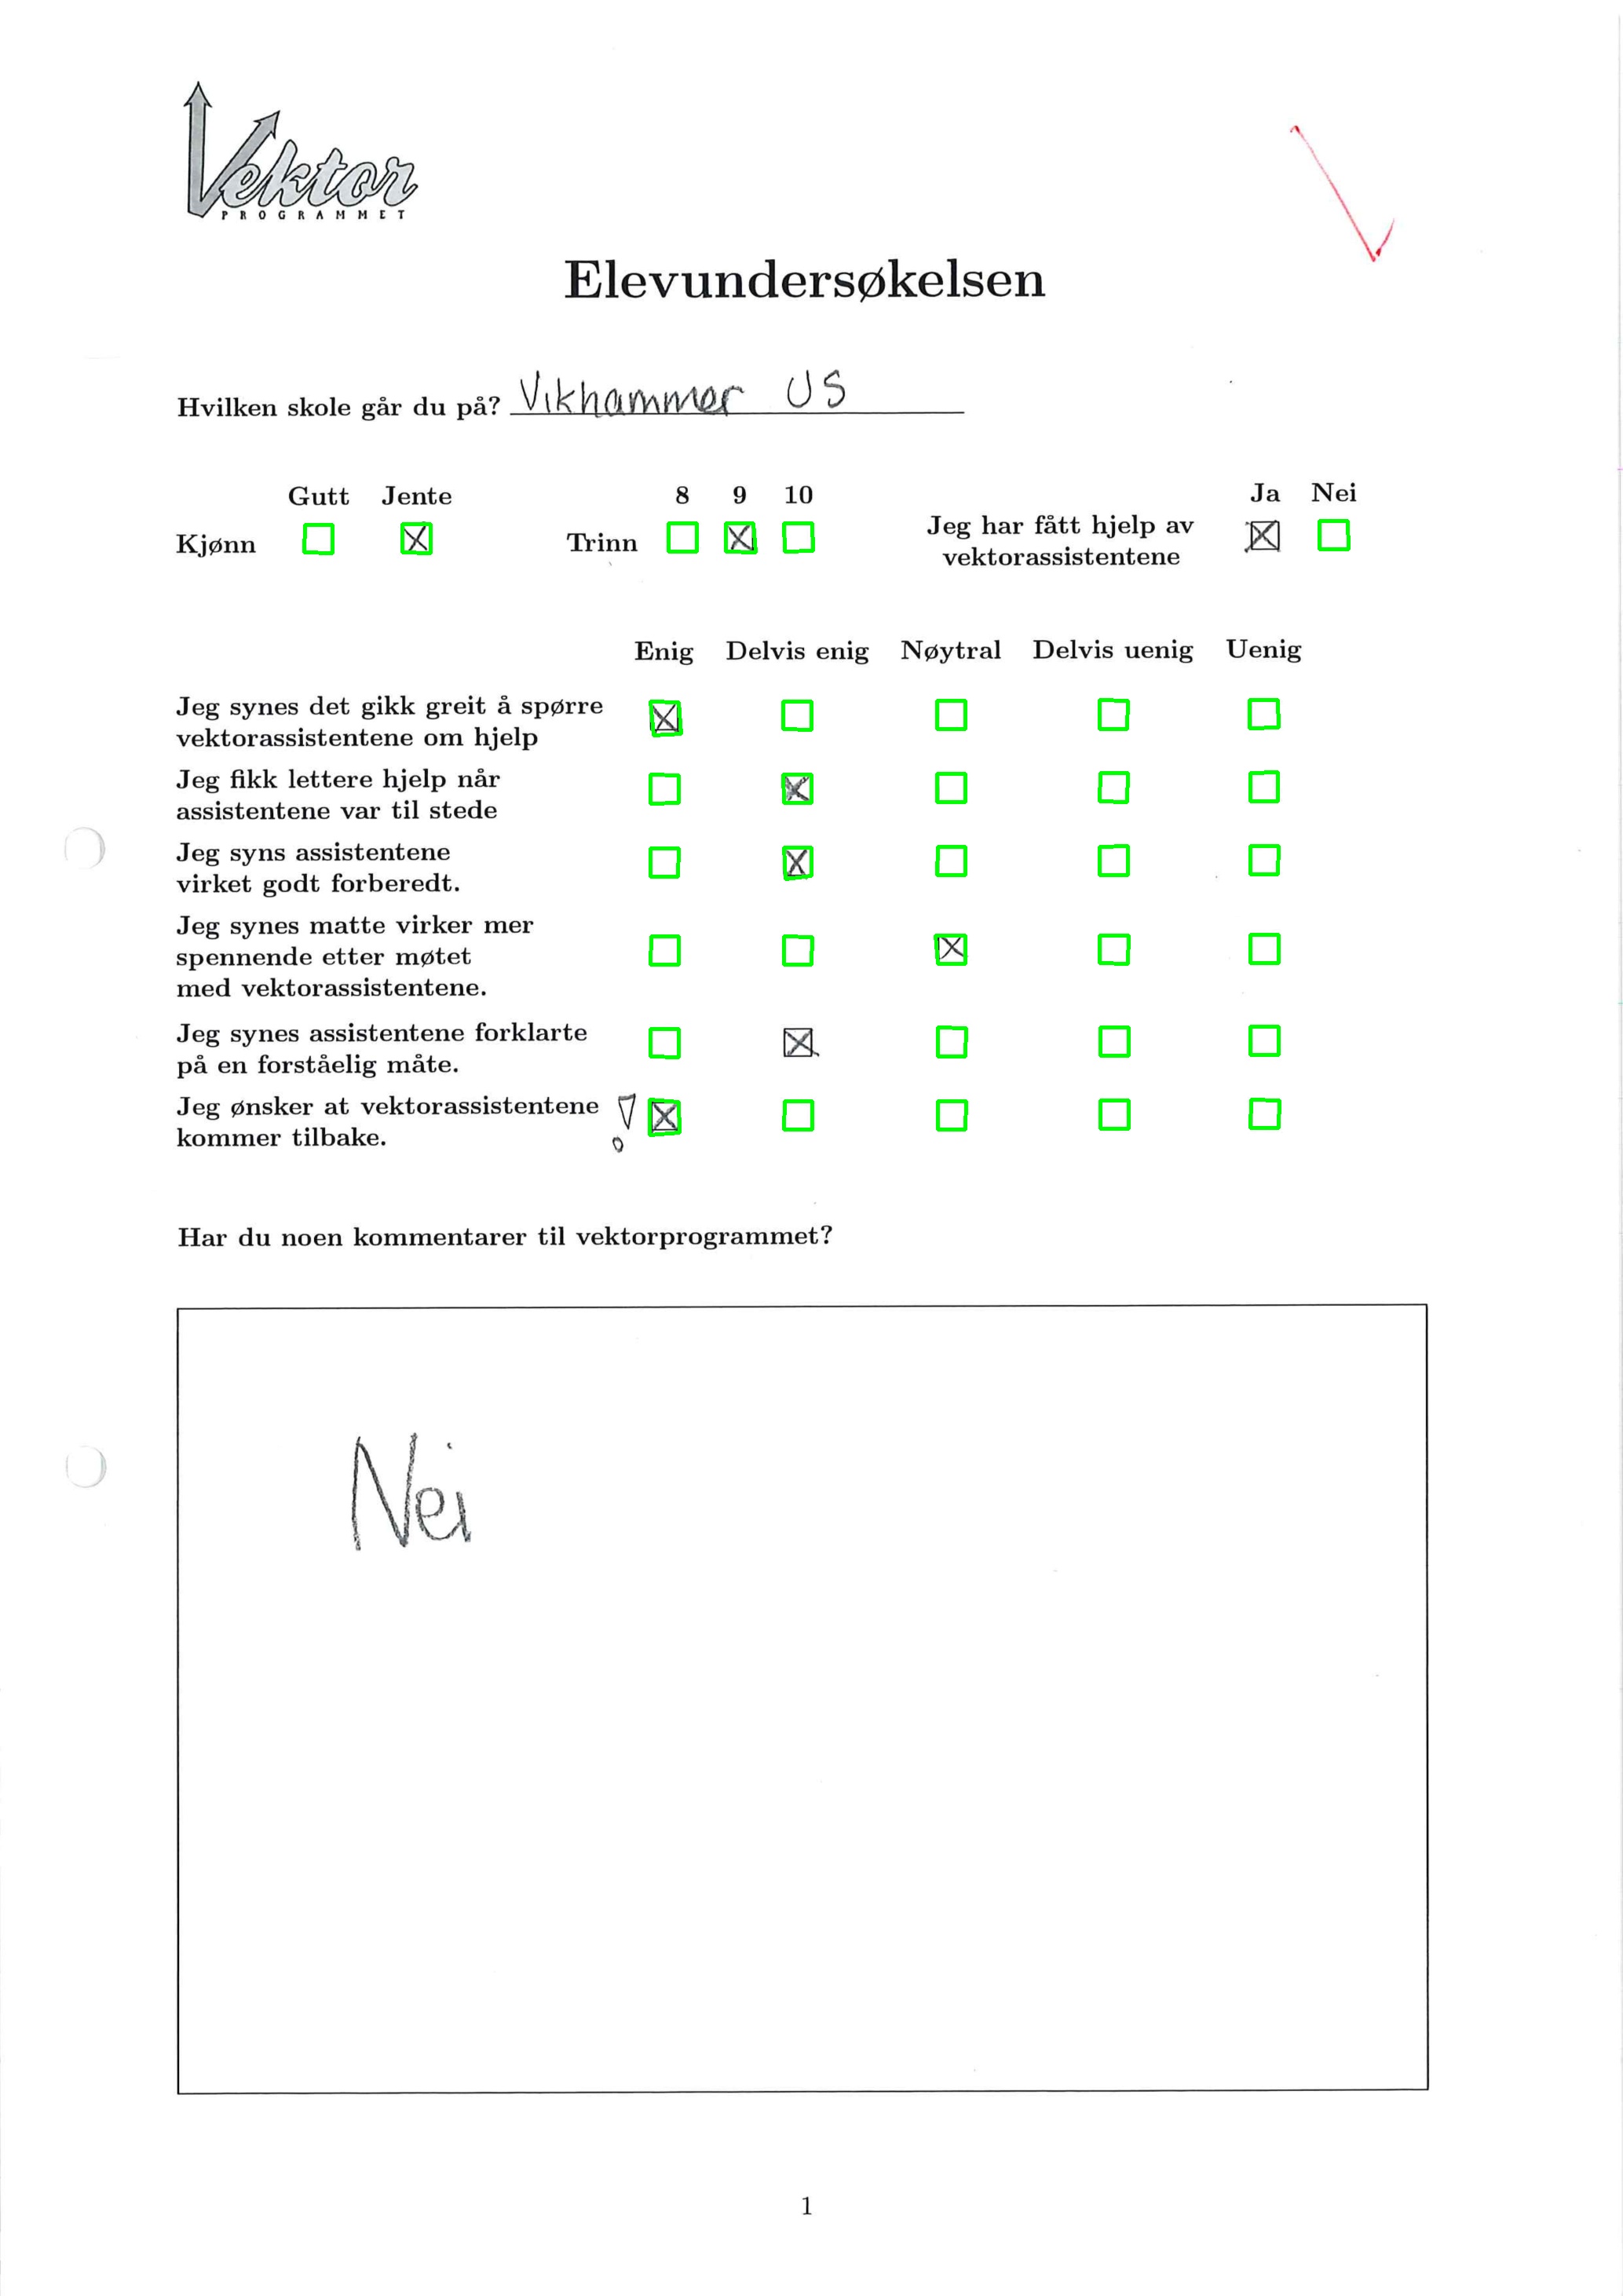 Vektor
PROGRAMMET
Elevundersøkelsen
Hvilken skole går du på? Vikhammer US
Gutt Jente
Kjønn
8 9 10
Trinn
Ja Nei
Jeg har fått hjelp av
vektorassistentene
Enig Delvis enig Nøytral Delvis uenig Uenig
Jeg synes det gikk greit å spørre
vektorassistentene om hjelp
Jeg fikk lettere hjelp når
assistentene var til stede
Jeg syns assistentene
virket godt forberedt.
Jeg synes matte virker mer
spennende etter møtet
med vektorassistentene.
Jeg synes assistentene forklarte
på en forståelig måte.
Jeg ønsker at vektorassistentene !
kommer tilbake.
Har du noen kommentarer til vektorprogrammet?
Nei
1